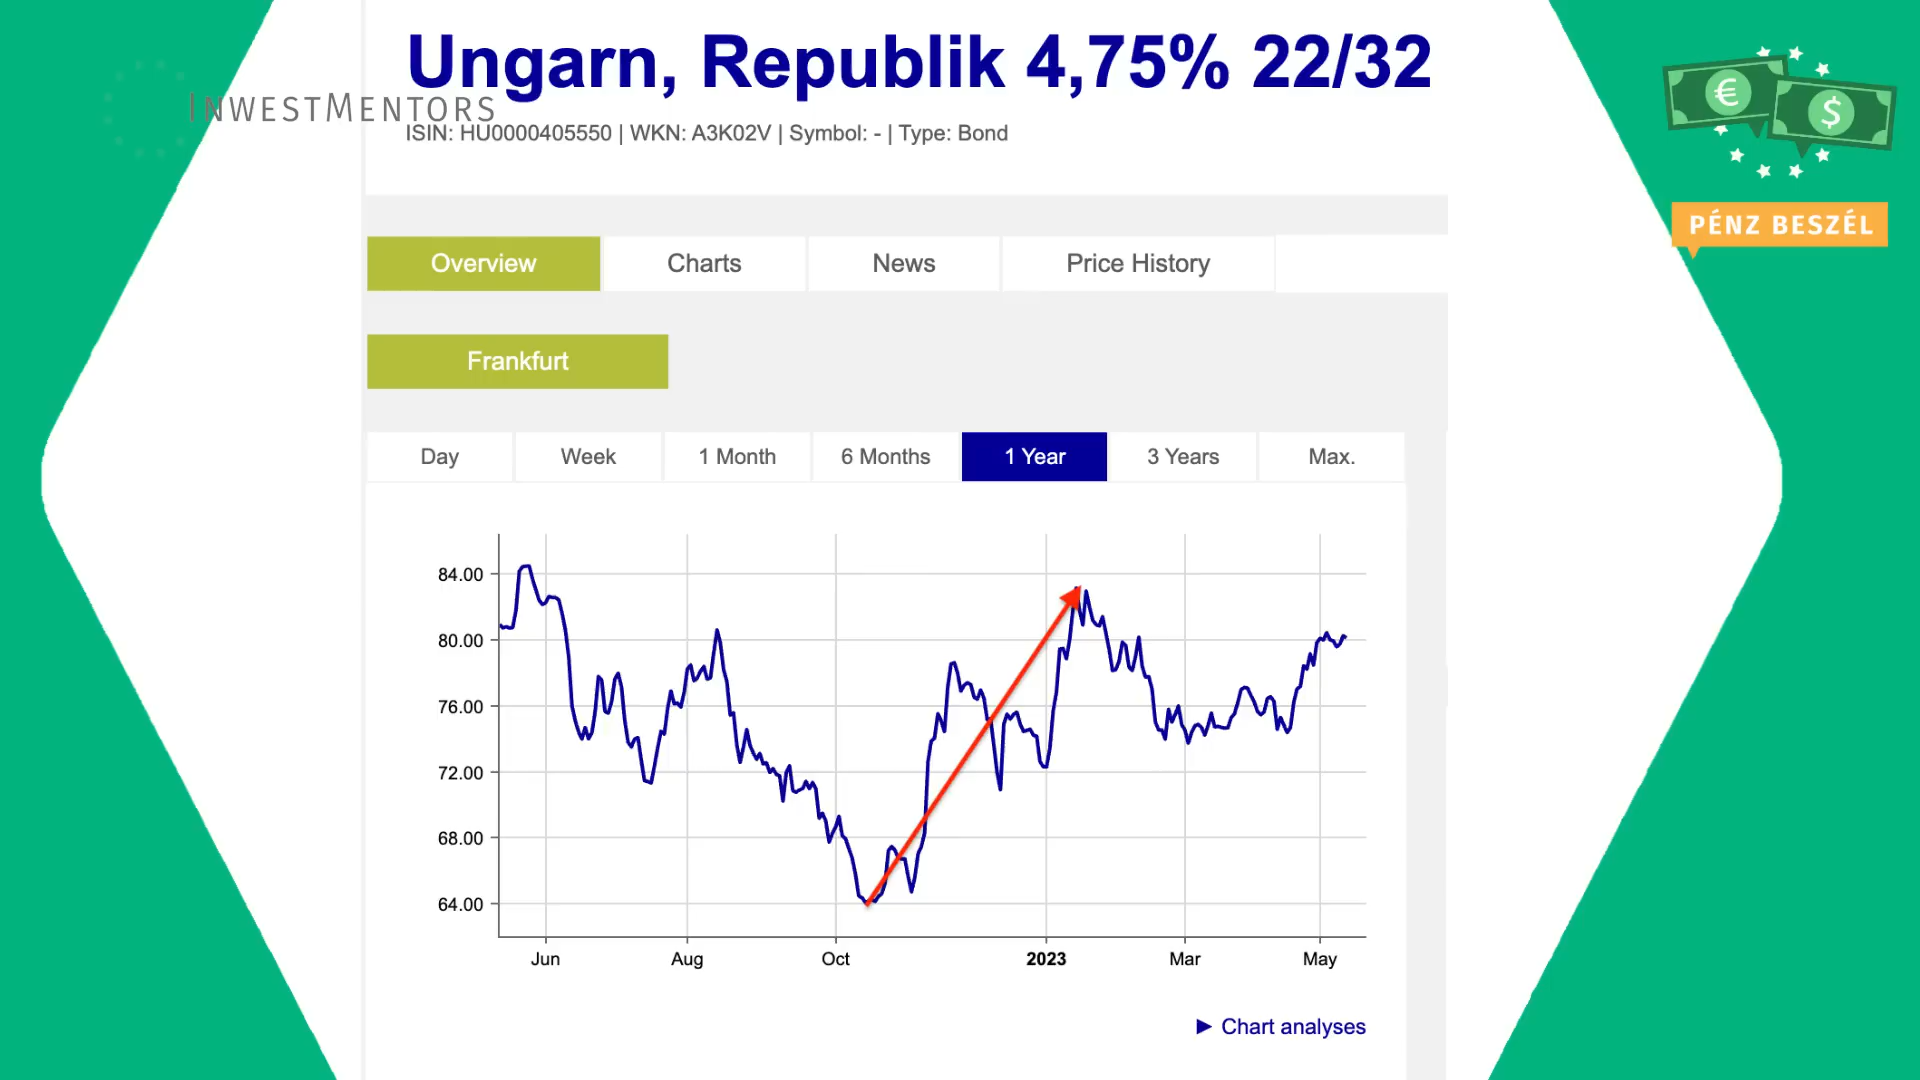 Ungarn, Republik 4,75% 22/32
INWESTMENTORS
ISIN: HU0000405550 | WKN: A3K02V | Symbol: - | Type: Bond
€ $
PÉNZ BESZÉL
Overview Charts News Price History
Frankfurt
Day Week 1 Month 6 Months 1 Year 3 Years Max.
84.00
80.00
76.00
72.00
68.00
64.00
Jun Aug Oct 2023 Mar May
► Chart analyses